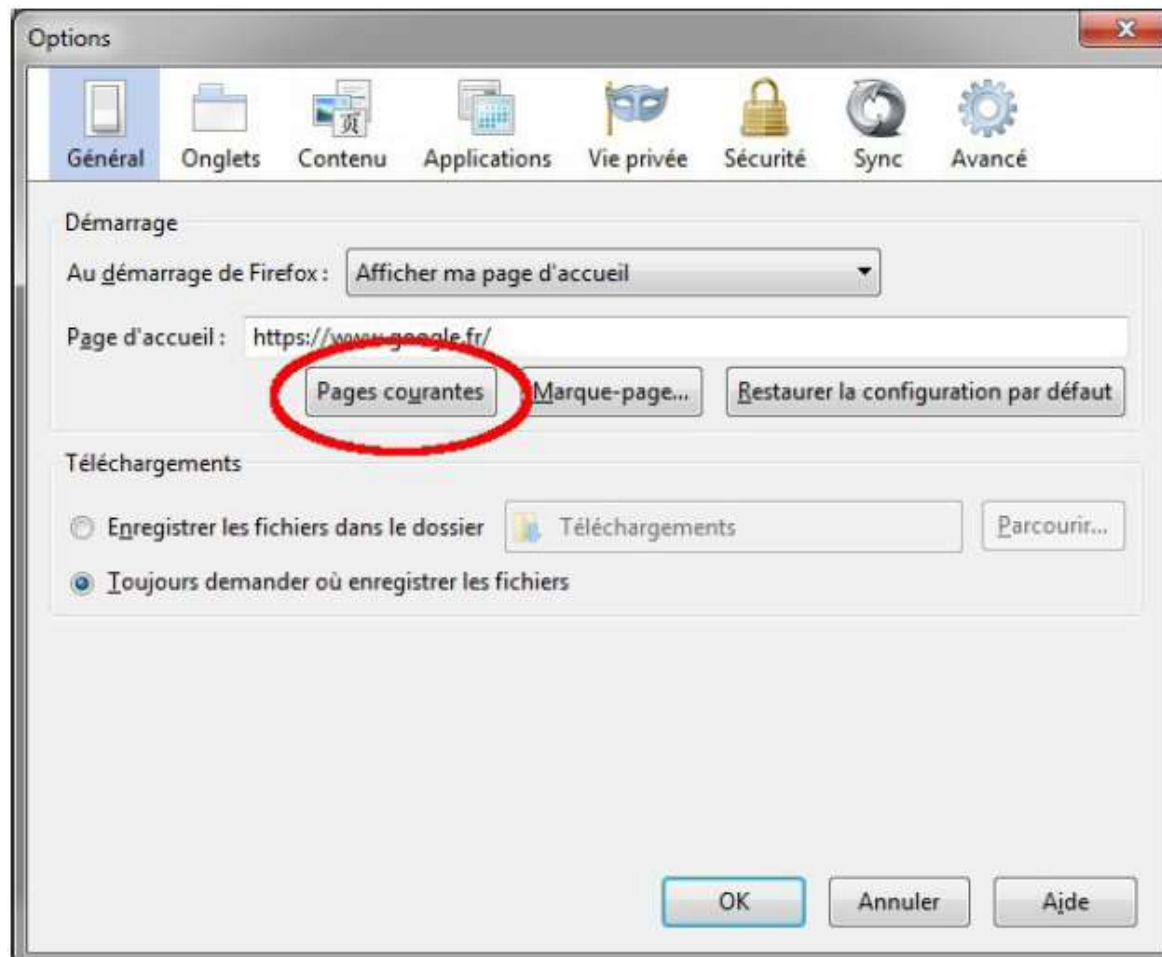 Options
Général Onglets Contenu Applications Vie privée Sécurité Sync Avancé
Démarrage
Au démarrage de Firefox : Afficher ma page d'accueil
Page d'accueil : https://www.google.fr/
Pages courantes Marque-page... Restaurer la configuration par défaut
Téléchargements
Enregistrer les fichiers dans le dossier Téléchargements Parcourir...
Toujours demander où enregistrer les fichiers
OK Annuler Aide